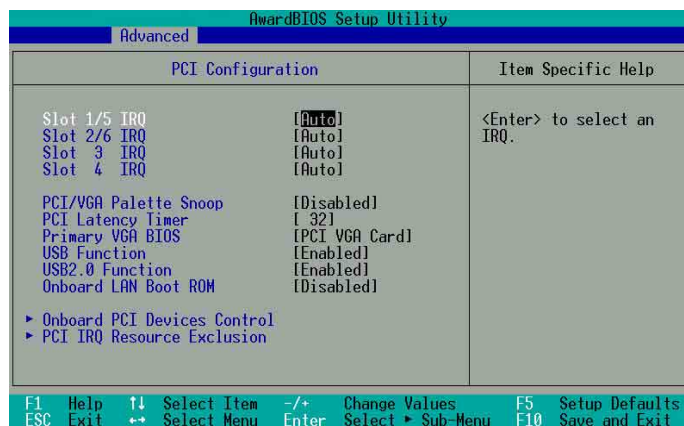 AwardBIOS Setup Utility
Advanced
PCI Configuration
Item Specific Help
Slot 1/5 IRQ [Auto]
Slot 2/6 IRQ [Auto]
Slot 3 IRQ [Auto]
Slot 4 IRQ [Auto]
<Enter> to select an
IRQ.
PCI/VGA Palette Snoop [Disabled]
PCI Latency Timer [ 32]
Primary VGA BIOS [PCI VGA Card]
USB Function [Enabled]
USB2.0 Function [Enabled]
Onboard LAN Boot ROM [Disabled]
► Onboard PCI Devices Control
► PCI IRQ Resource Exclusion
F1 Help ↑↓ Select Item -/+ Change Values F5 Setup Defaults
ESC Exit ←→ Select Menu Enter Select ► Sub-Menu F10 Save and Exit